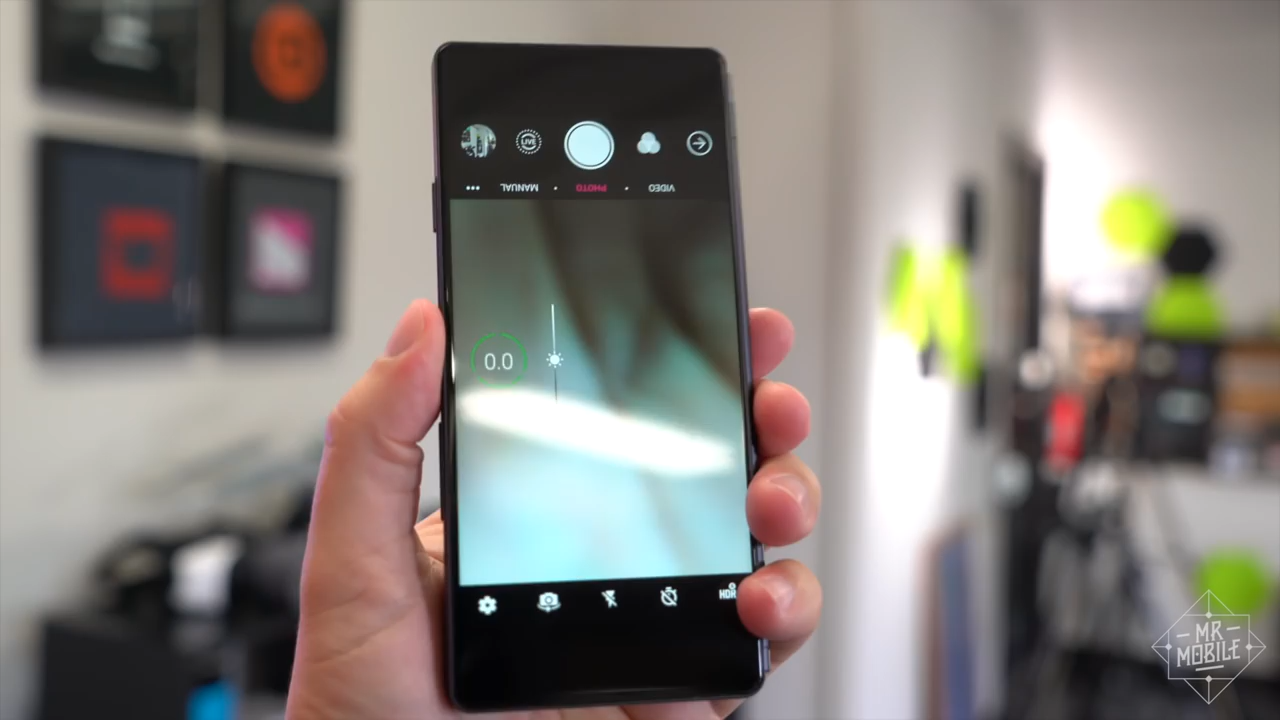 LIVE
MANUAL · PHOTO · VIDEO
0.0
HDR
MR
MOBILE